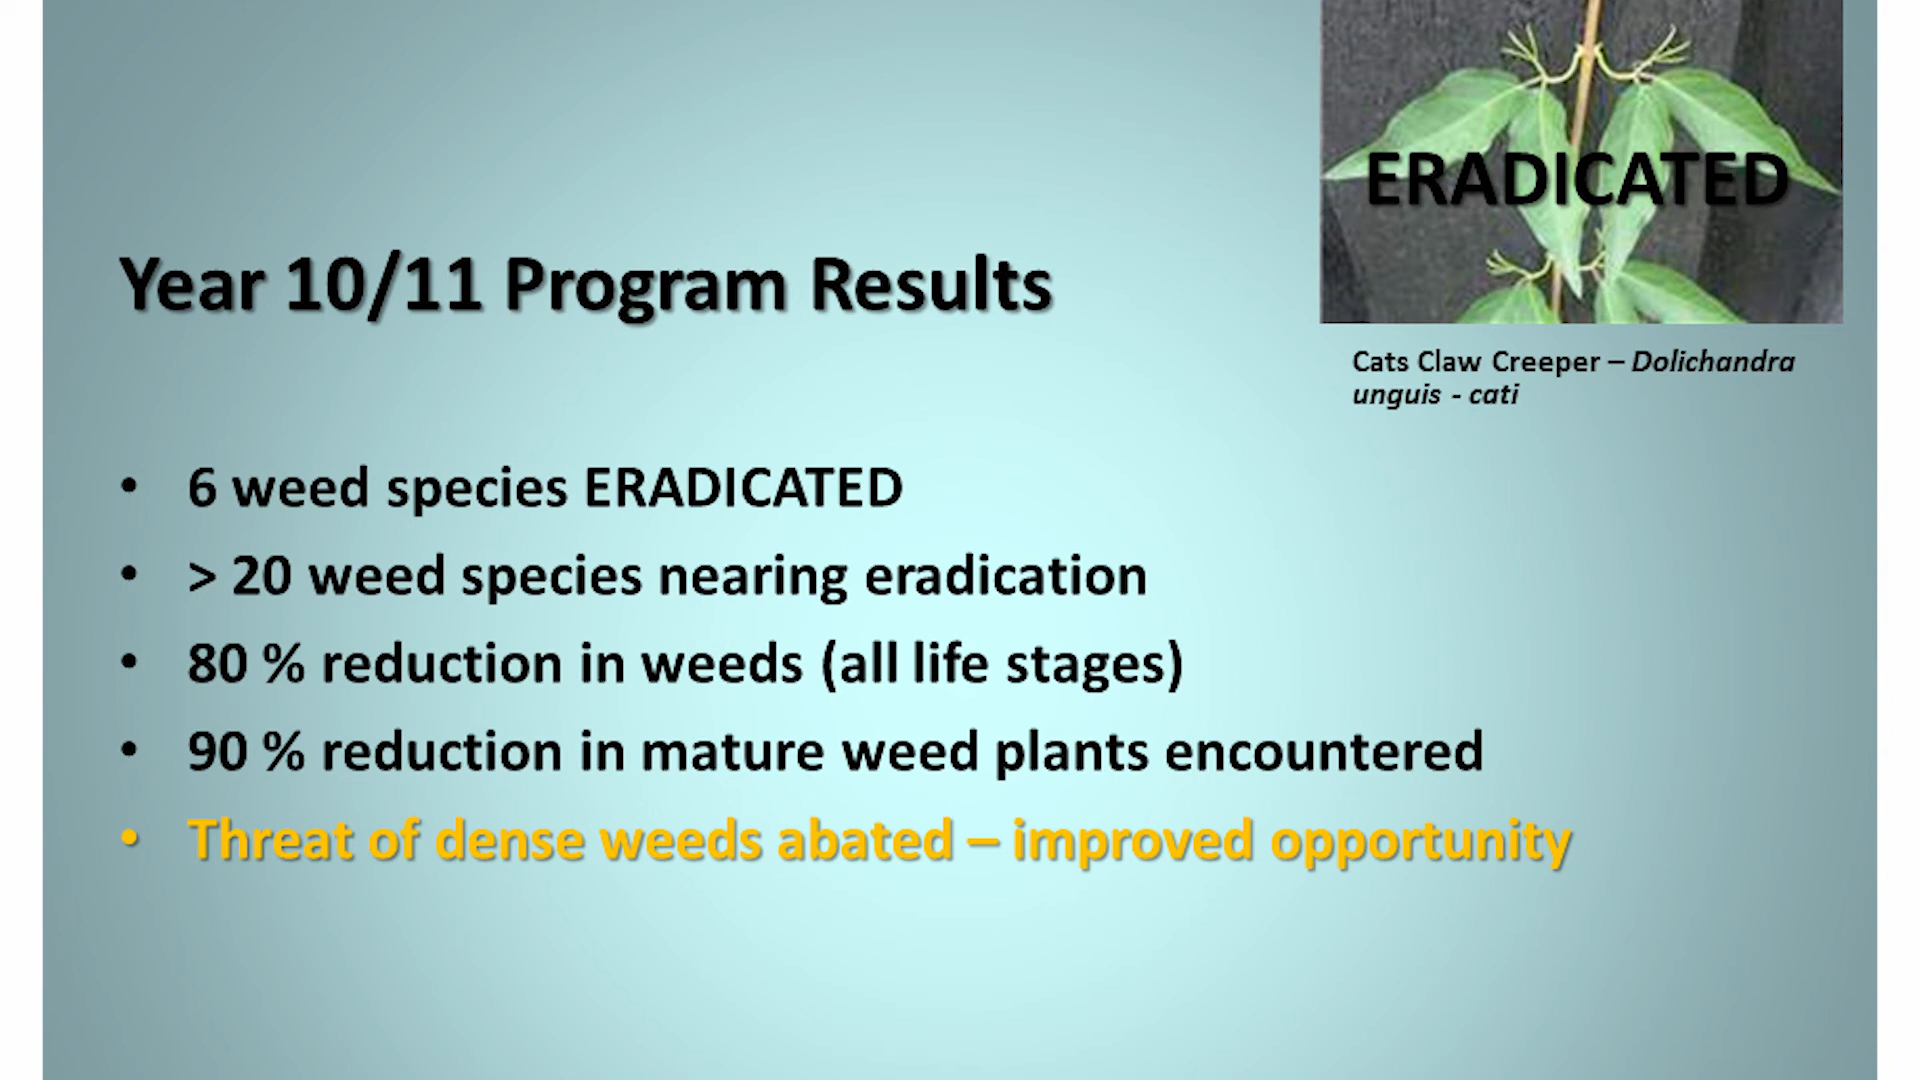 ERADICATED
Year 10/11 Program Results
Cats Claw Creeper – Dolichandra
unguis - cati
• 6 weed species ERADICATED
• > 20 weed species nearing eradication
• 80 % reduction in weeds (all life stages)
• 90 % reduction in mature weed plants encountered
• Threat of dense weeds abated – improved opportunity